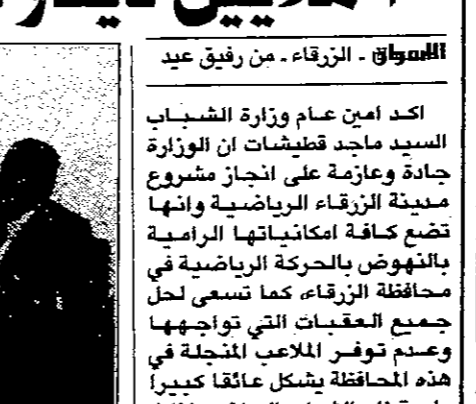 الاسواق - الزرقاء - من رفيق عيد
اكد امين عام وزارة الشباب
السيد ماجد قطيشات ان الوزارة
جادة وعازمة على انجاز مشروع
مدينة الزرقاء الرياضية وانها
تضع كافة امكانياتها الرامية
بالنهوض بالحركة الرياضية في
محافظة الزرقاء، كما تسعى لحل
جميع العقبات التي تواجهها
وعدم توفر الملاعب المنجلة في
هذه المحافظة يشكل عائقا كبيرا